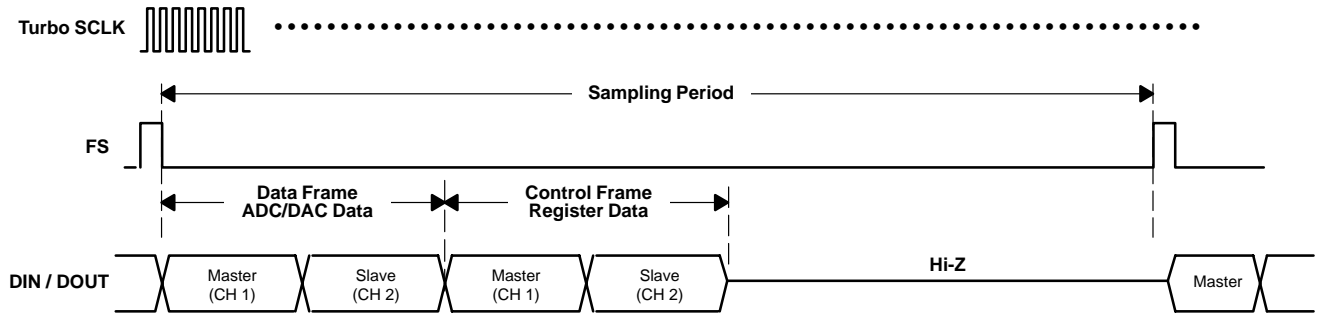 Turbo SCLK
Sampling Period
FS
Data Frame
ADC/DAC Data
Control Frame
Register Data
DIN / DOUT
Master
(CH 1)
Slave
(CH 2)
Master
(CH 1)
Slave
(CH 2)
Hi-Z
Master